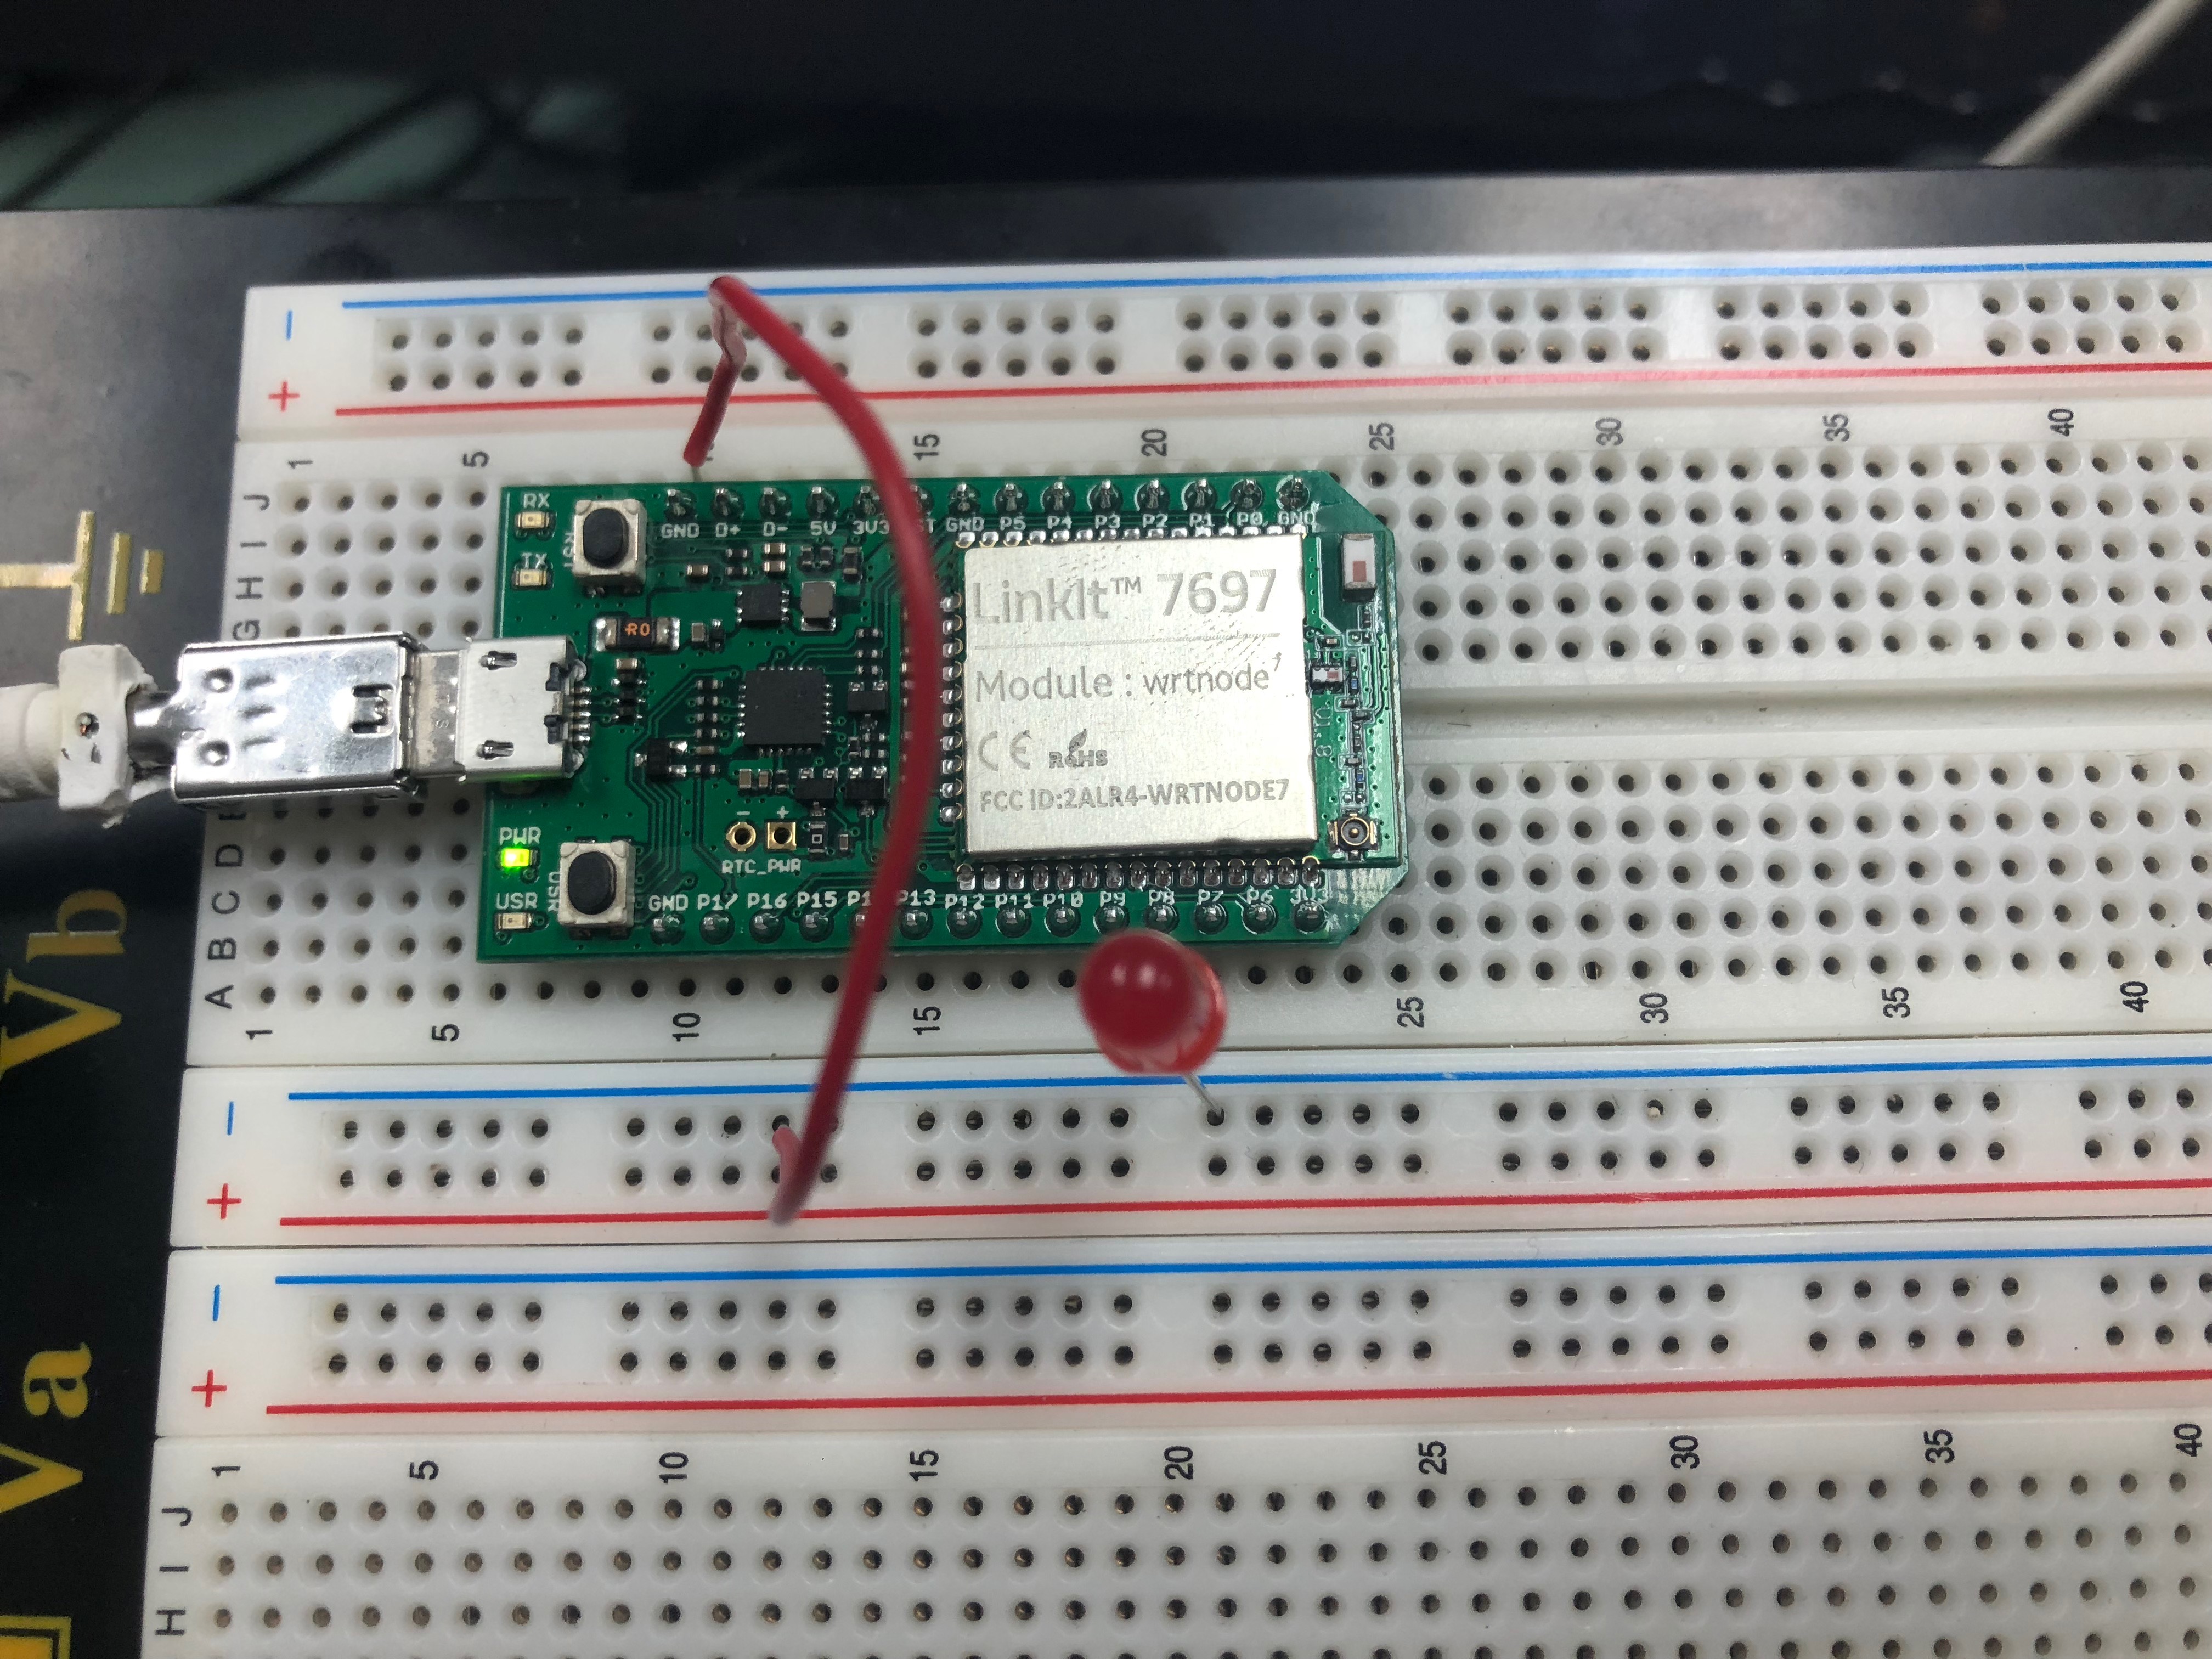 −
+
1
5
15
20
25
30
35
40
J
I
H
G
RX
TX
GND D+ D- 5V 3V3 GND P5 P4 P3 P2 P1 P0 GND
R0
LinkIt™ 7697
Module : wrtnode
CE RoHS
FCC ID:2ALR4-WRTNODE7
- +
RTC_PWR
PWR
USR
USR
GND P17 P16 P15 P13 P12 P11 P10 P9 P8 P7 P6 3V3
D
C
B
A
1
5
10
15
25
30
35
40
Vb
−
+
−
+
Va
1
5
10
15
20
25
30
35
40
J
I
H